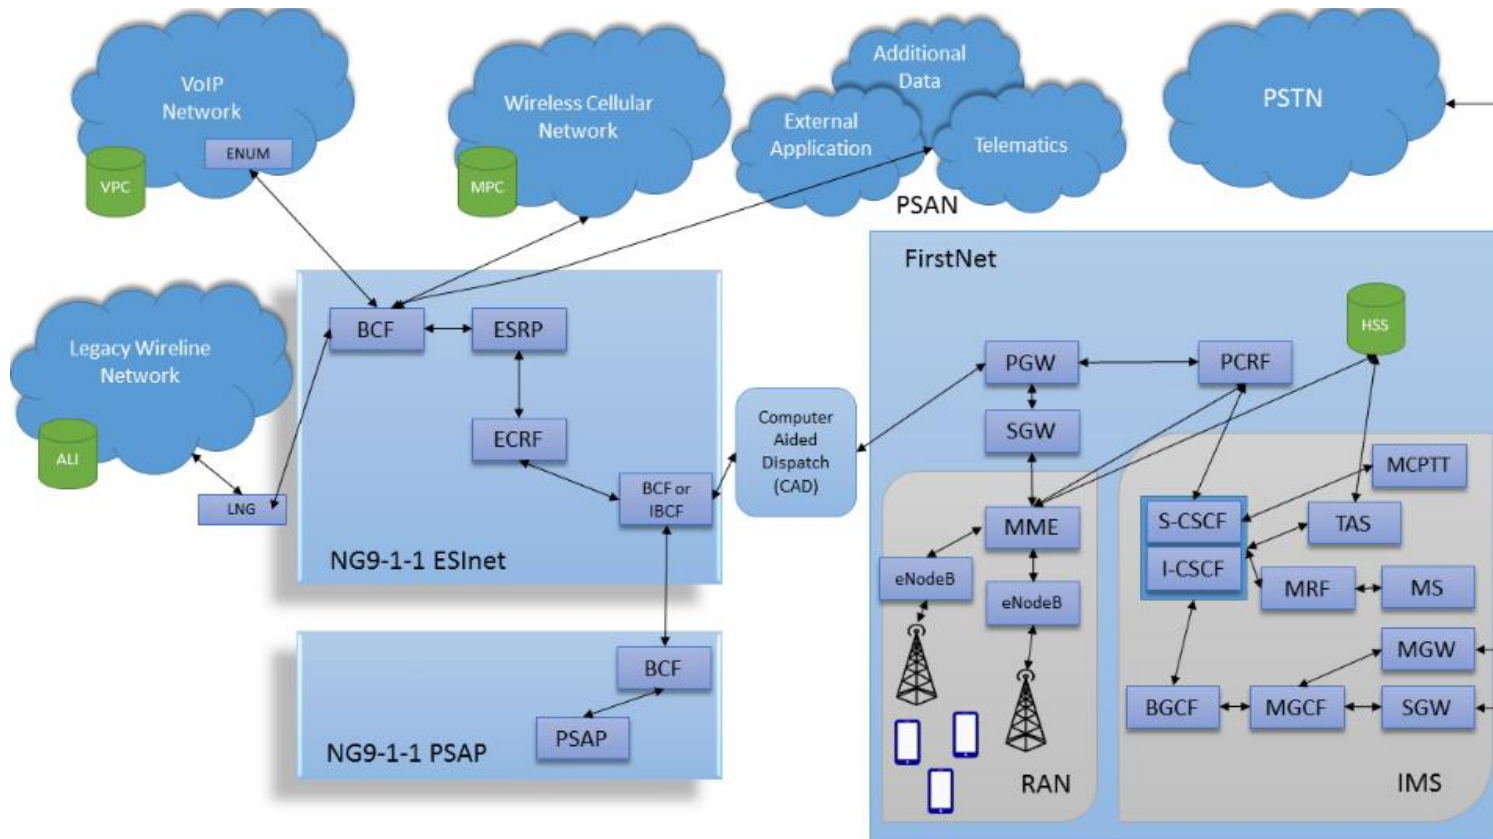 VoIP
Network
ENUM
VPC
Wireless Cellular
Network
MPC
Additional
Data
External
Application
Telematics
PSAN
PSTN
Legacy Wireline
Network
ALI
LNG
BCF
ESRP
ECRF
BCF or
IBCF
NG9-1-1 ESInet
Computer
Aided
Dispatch
(CAD)
BCF
PSAP
NG9-1-1 PSAP
FirstNet
HSS
PGW
PCRF
SGW
MME
eNodeB
eNodeB
RAN
MCPTT
S-CSCF
I-CSCF
TAS
MRF
MS
MGW
BGCF
MGCF
SGW
IMS